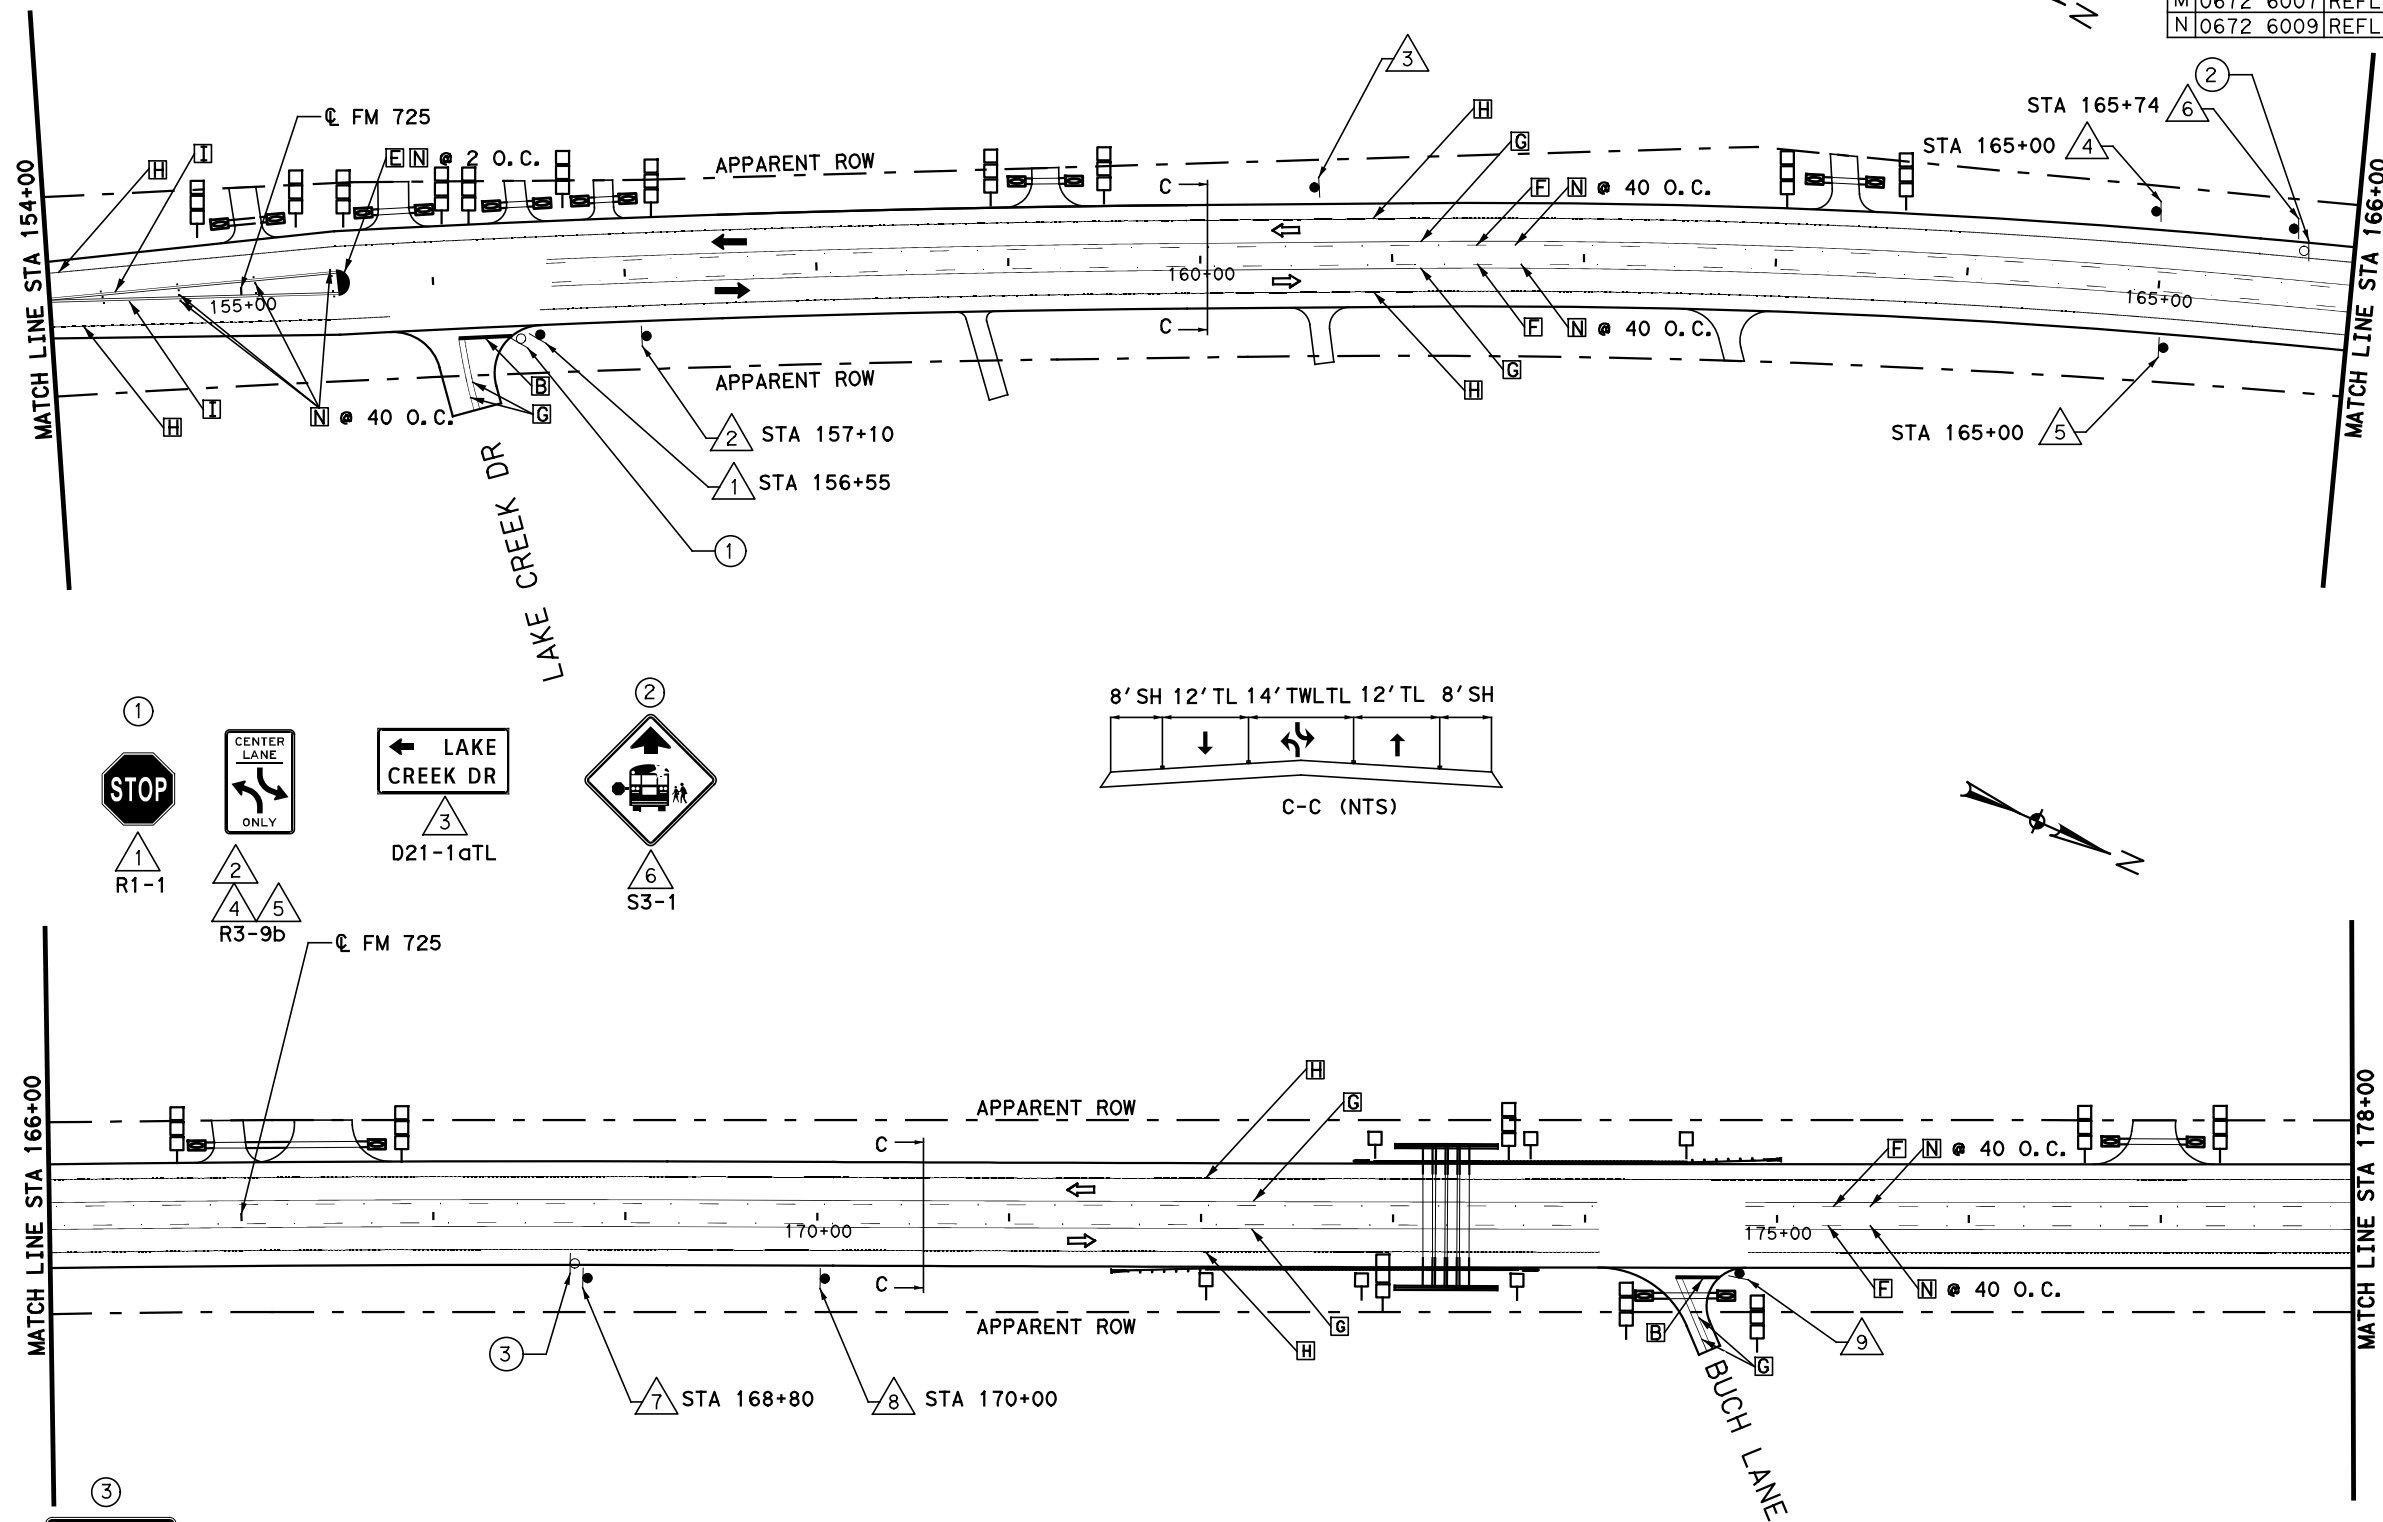 M 0672 6007 REFL
N 0672 6009 REFL
N
3
2
STA 165+74 6
STA 165+00 4
H
G
℄ FM 725
H
I
E N @ 2 O.C.
APPARENT ROW
C
F N @ 40 O.C.
MATCH LINE STA 154+00
MATCH LINE STA 166+00
155+00
160+00
165+00
C
F N @ 40 O.C.
APPARENT ROW
B
G
H
I
G
H
N @ 40 O.C.
2 STA 157+10
STA 165+00 5
1 STA 156+55
1
LAKE CREEK DR
1
STOP
1
R1-1
CENTER
LANE
ONLY
2
4 5
R3-9b
← LAKE
CREEK DR
3
D21-1aTL
2
6
S3-1
8' SH 12' TL 14' TWLTL 12' TL 8' SH
C-C (NTS)
N
℄ FM 725
H
G
APPARENT ROW
C
F N @ 40 O.C.
MATCH LINE STA 166+00
MATCH LINE STA 178+00
170+00
175+00
C
F N @ 40 O.C.
APPARENT ROW
G
H
B
G
9
3
7 STA 168+80
8 STA 170+00
BUCH LANE
3